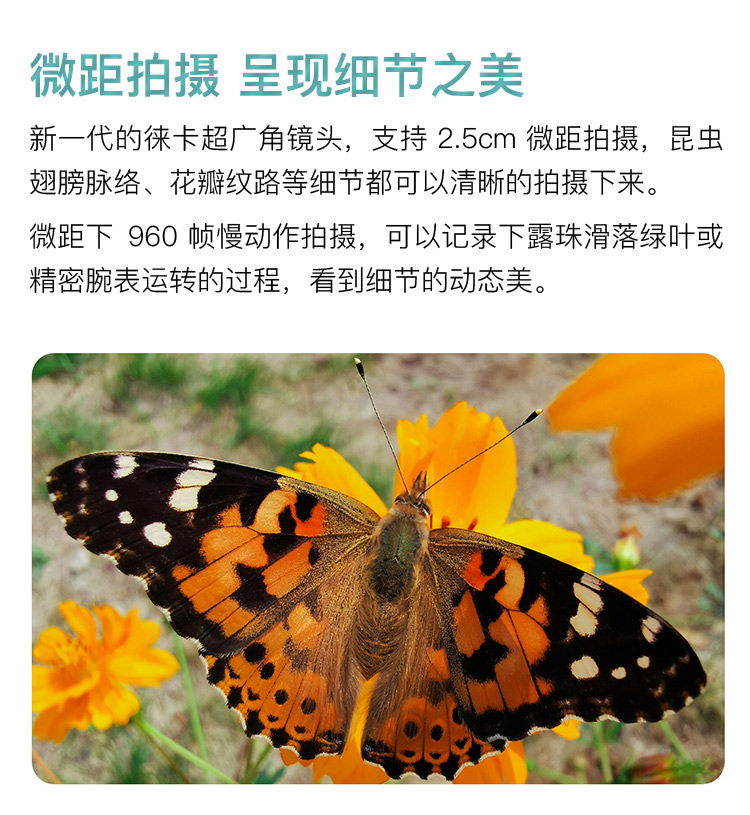 微距拍摄 呈现细节之美
新一代的徕卡超广角镜头，支持 2.5cm 微距拍摄，昆虫
翅膀脉络、花瓣纹路等细节都可以清晰的拍摄下来。
微距下 960 帧慢动作拍摄，可以记录下露珠滑落绿叶或
精密腕表运转的过程，看到细节的动态美。